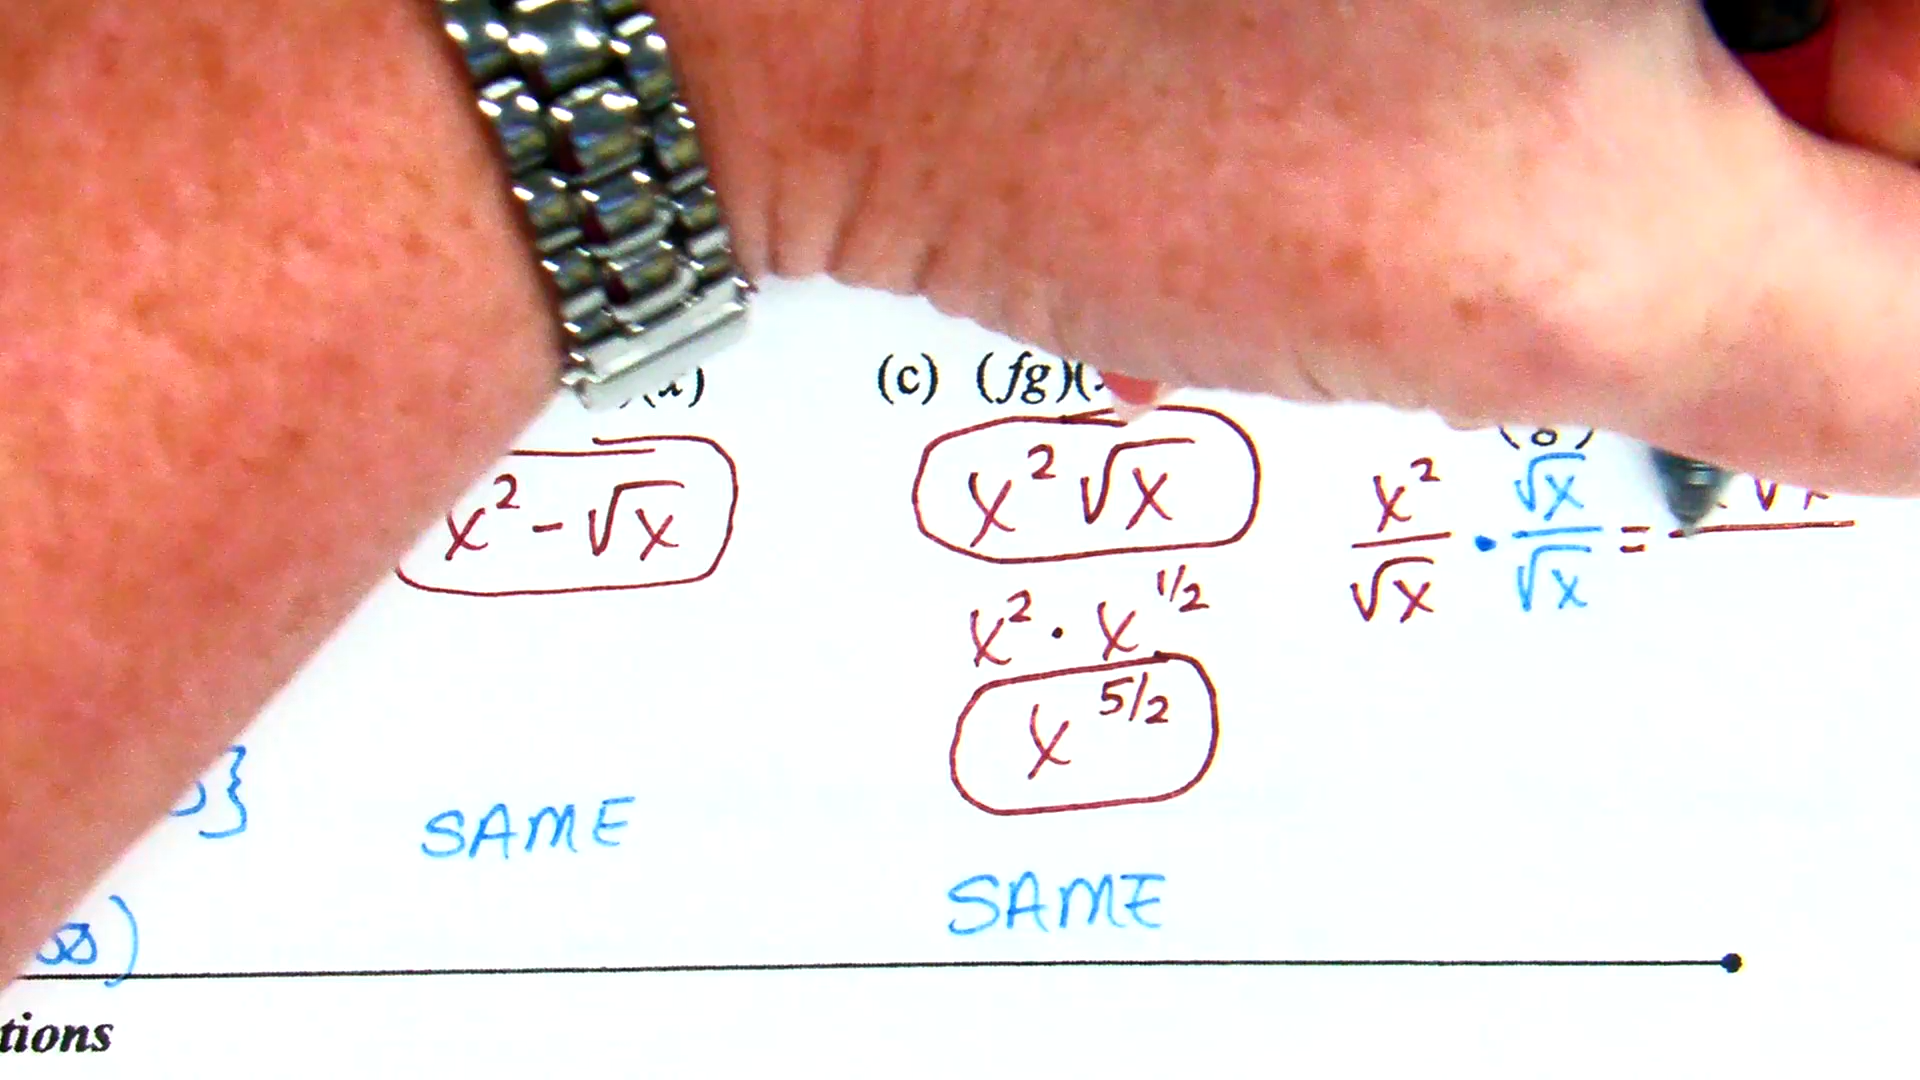 (c) (fg)(
x² - √x
x² √x
x² / √x · √x / √x =
x² · x^1/2
x^5/2
}
SAME
SAME
∞)
tions